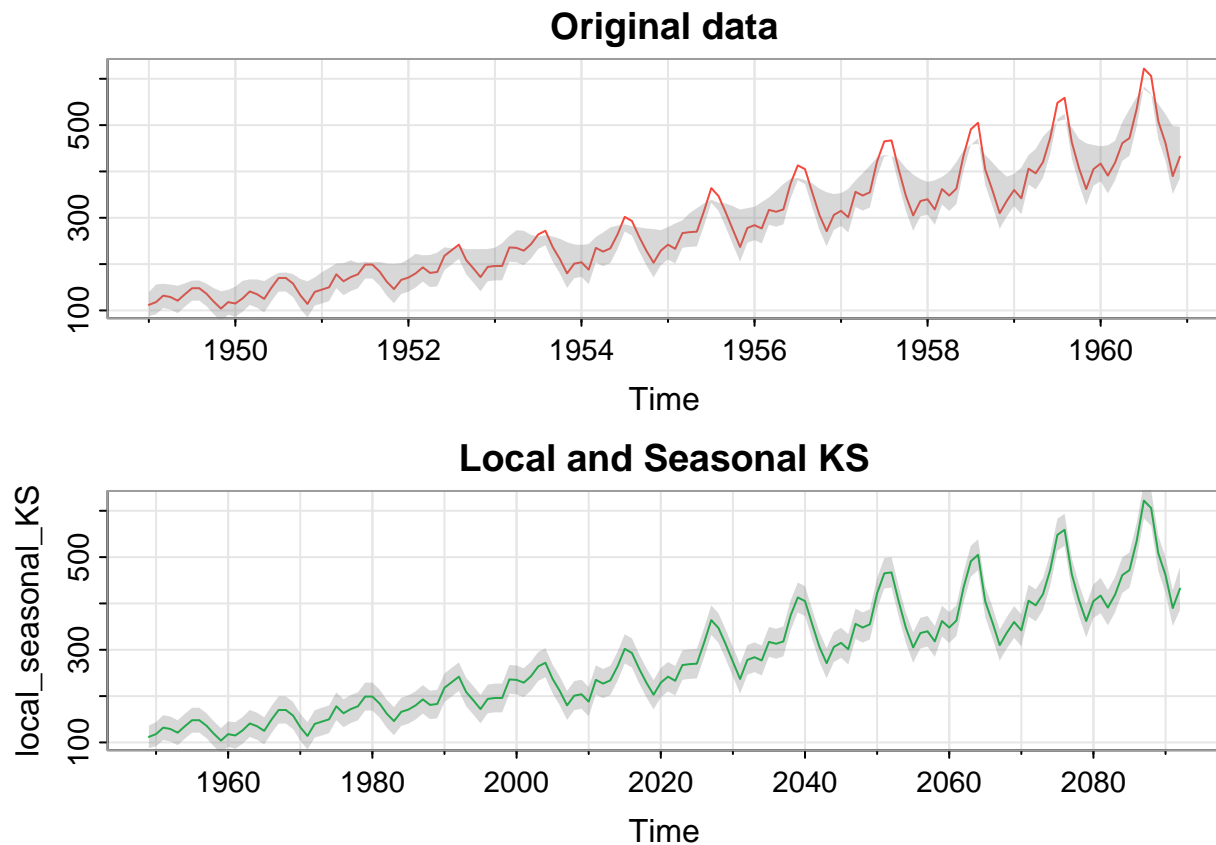 Original data
500
300
100
1950 1952 1954 1956 1958 1960
Time
Local and Seasonal KS
local_seasonal_KS
500
300
100
1960 1980 2000 2020 2040 2060 2080
Time